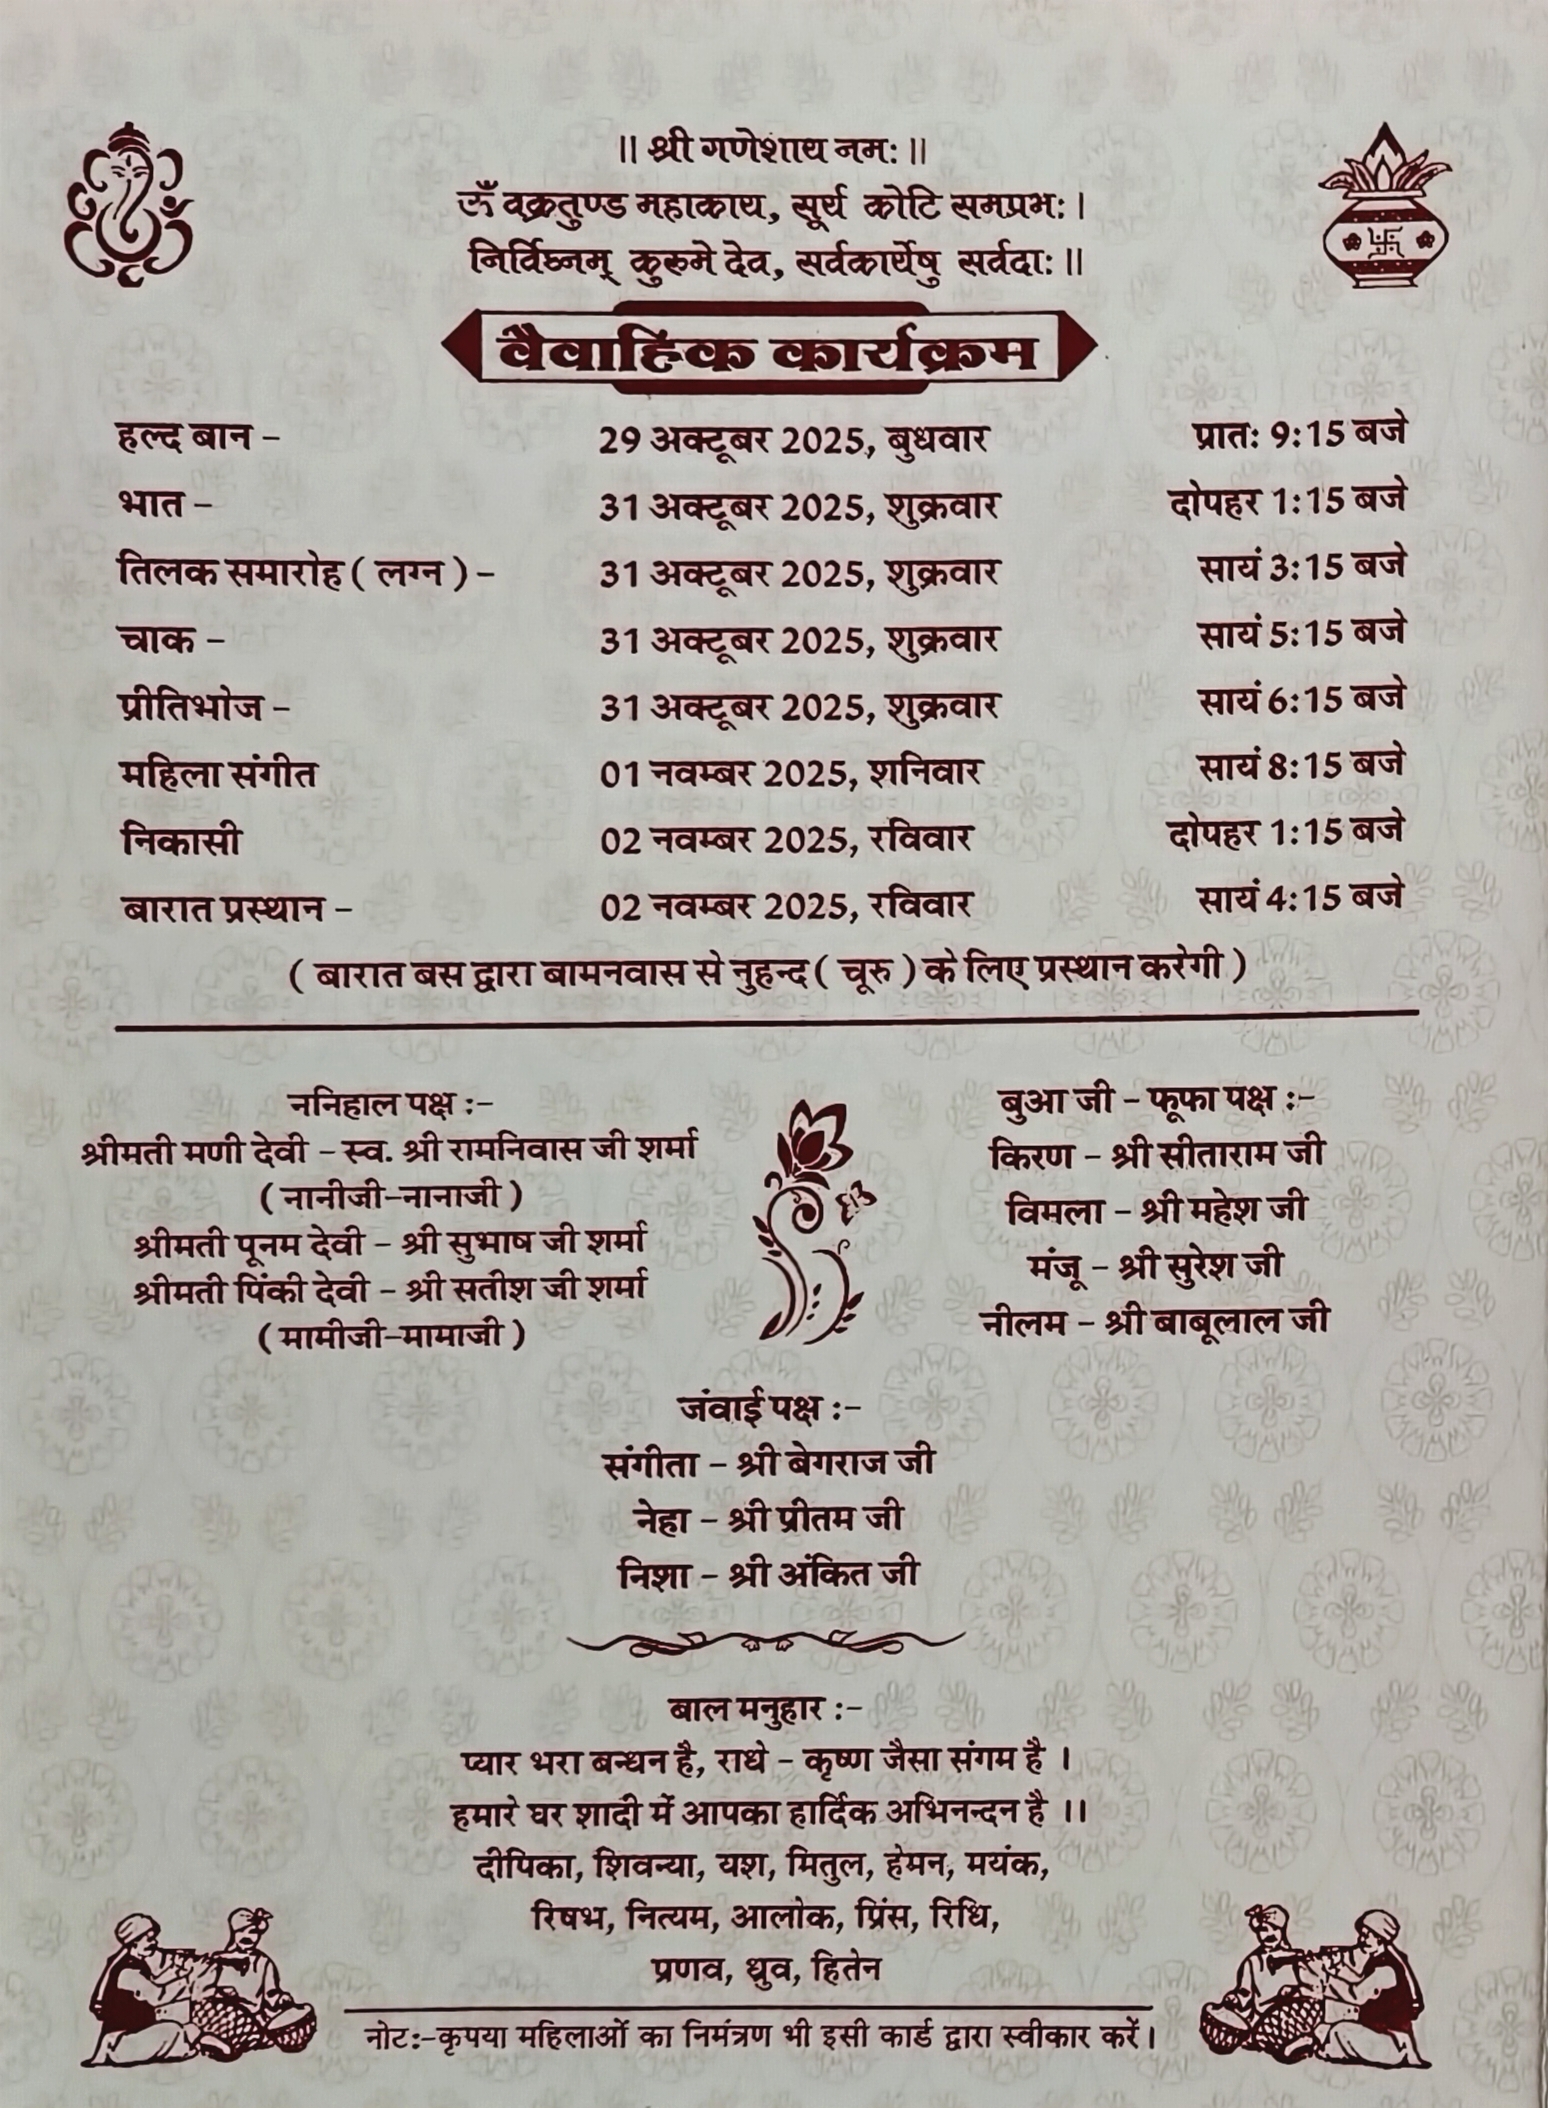 ॥ श्री गणेशाय नमः ॥
ॐ वक्रतुण्ड महाकाय, सूर्य कोटि समप्रभः।
निर्विघ्नम् कुरुमे देव, सर्वकार्येषु सर्वदाः॥
वैवाहिक कार्यक्रम
हल्द बान - 29 अक्टूबर 2025, बुधवार प्रातः 9:15 बजे
भात - 31 अक्टूबर 2025, शुक्रवार दोपहर 1:15 बजे
तिलक समारोह ( लग्न ) - 31 अक्टूबर 2025, शुक्रवार सायं 3:15 बजे
चाक - 31 अक्टूबर 2025, शुक्रवार सायं 5:15 बजे
प्रीतिभोज - 31 अक्टूबर 2025, शुक्रवार सायं 6:15 बजे
महिला संगीत 01 नवम्बर 2025, शनिवार सायं 8:15 बजे
निकासी 02 नवम्बर 2025, रविवार दोपहर 1:15 बजे
बारात प्रस्थान - 02 नवम्बर 2025, रविवार सायं 4:15 बजे
( बारात बस द्वारा बामनवास से नुहन्द ( चूरु ) के लिए प्रस्थान करेगी )
ननिहाल पक्ष :-
श्रीमती मणी देवी - स्व. श्री रामनिवास जी शर्मा
( नानीजी-नानाजी )
श्रीमती पूनम देवी - श्री सुभाष जी शर्मा
श्रीमती पिंकी देवी - श्री सतीश जी शर्मा
( मामीजी-मामाजी )
बुआ जी - फूफा पक्ष :-
किरण - श्री सीताराम जी
विमला - श्री महेश जी
मंजू - श्री सुरेश जी
नीलम - श्री बाबूलाल जी
जंवाई पक्ष :-
संगीता - श्री बेगराज जी
नेहा - श्री प्रीतम जी
निशा - श्री अंकित जी
बाल मनुहार :-
प्यार भरा बन्धन है, राधे - कृष्ण जैसा संगम है ।
हमारे घर शादी में आपका हार्दिक अभिनन्दन है ।।
दीपिका, शिवन्या, यश, मितुल, हेमन, मयंक,
रिषभ, नित्यम, आलोक, प्रिंस, रिधि,
प्रणव, ध्रुव, हितेन
नोटः-कृपया महिलाओं का निमंत्रण भी इसी कार्ड द्वारा स्वीकार करें।